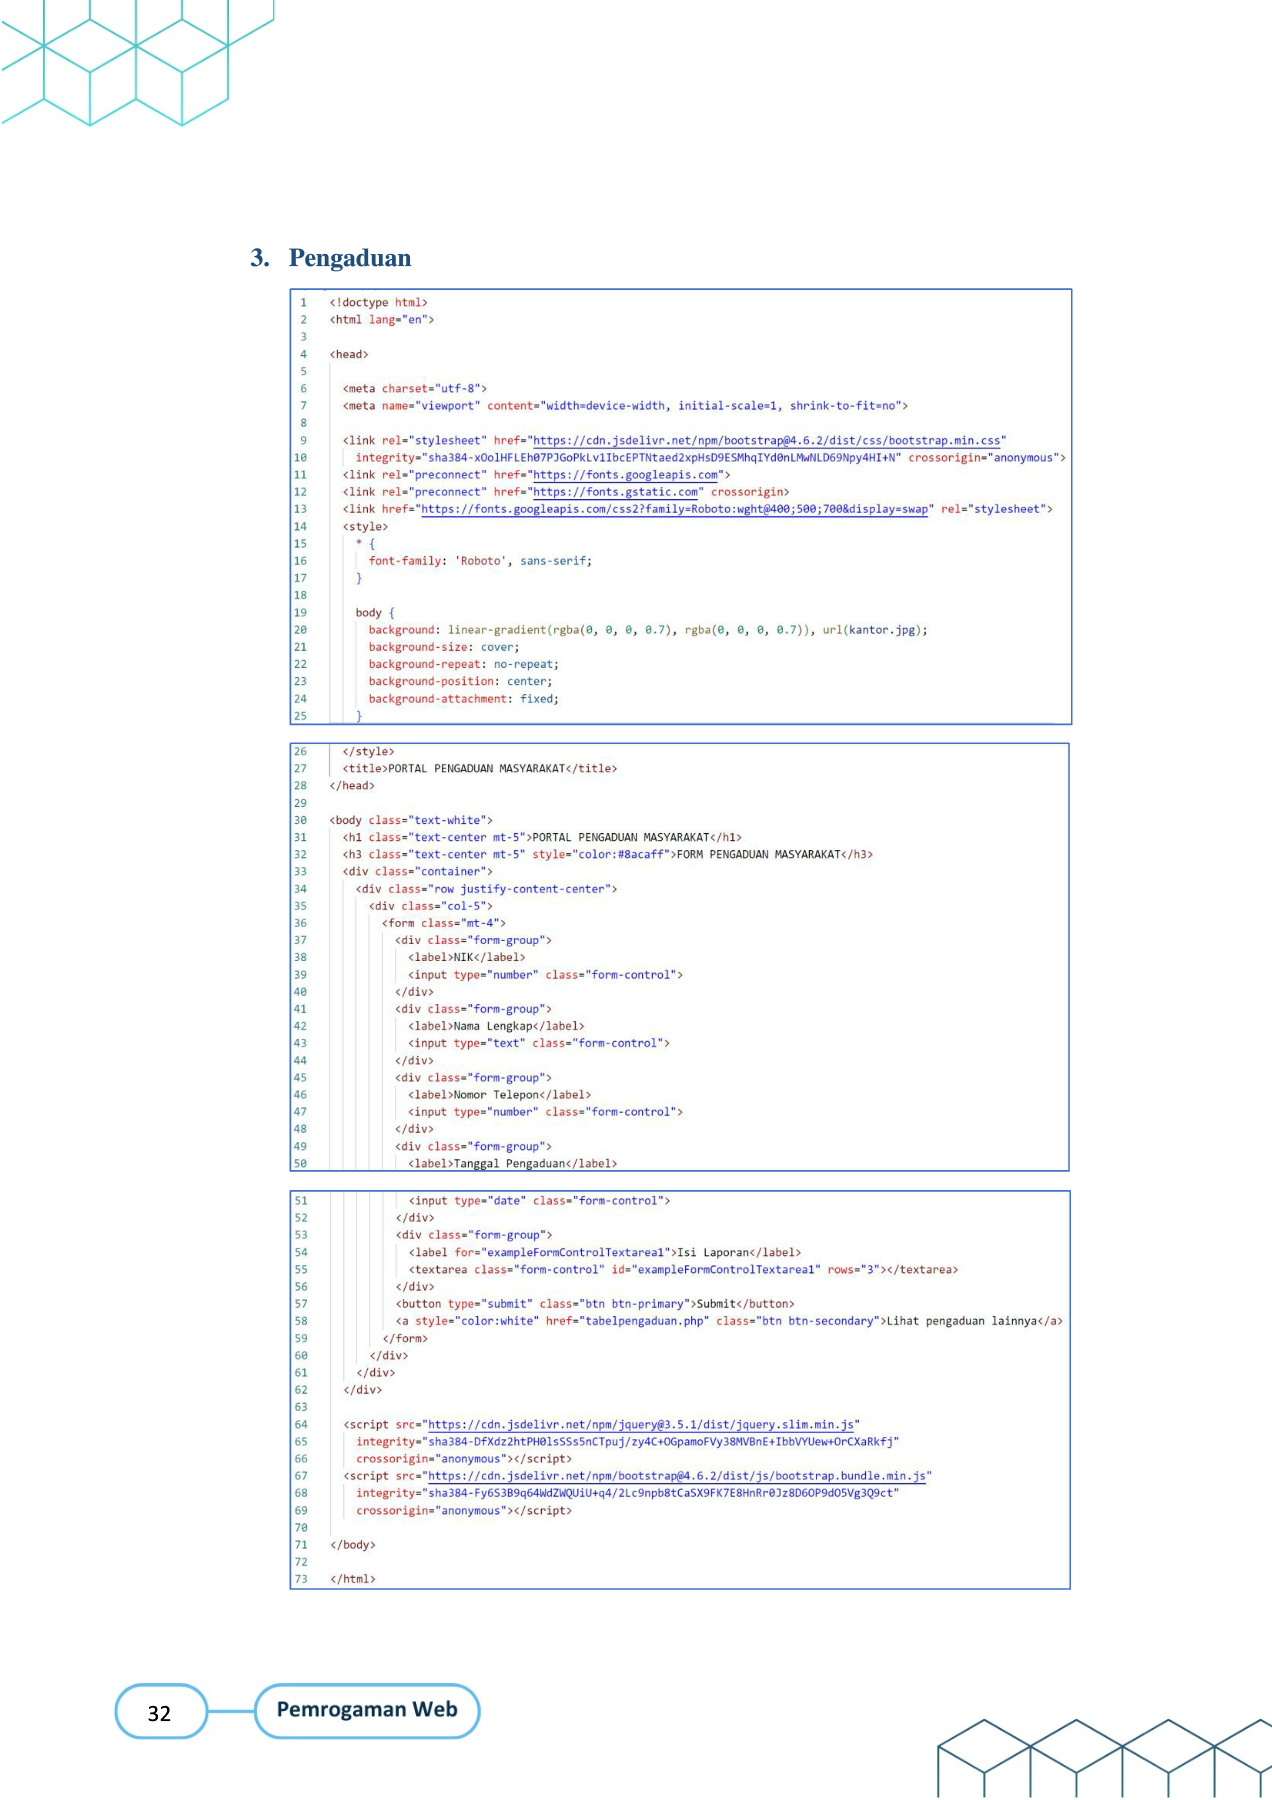 3. Pengaduan
1 <!doctype html>
2 <html lang="en">
3
4 <head>
5
6 <meta charset="utf-8">
7 <meta name="viewport" content="width=device-width, initial-scale=1, shrink-to-fit=no">
8
9 <link rel="stylesheet" href="https://cdn.jsdelivr.net/npm/bootstrap@4.6.2/dist/css/bootstrap.min.css"
10 integrity="sha384-xOolHFLEh07PJGoPkLv1IbcEPTNtaed2xpHsD9ESMhqIYd0nLMwNLD69Npy4HI+N" crossorigin="anonymous">
11 <link rel="preconnect" href="https://fonts.googleapis.com">
12 <link rel="preconnect" href="https://fonts.gstatic.com" crossorigin>
13 <link href="https://fonts.googleapis.com/css2?family=Roboto:wght@400;500;700&display=swap" rel="stylesheet">
14 <style>
15 * {
16 font-family: 'Roboto', sans-serif;
17 }
18
19 body {
20 background: linear-gradient(rgba(0, 0, 0, 0.7), rgba(0, 0, 0, 0.7)), url(kantor.jpg);
21 background-size: cover;
22 background-repeat: no-repeat;
23 background-position: center;
24 background-attachment: fixed;
25 }
26 </style>
27 <title>PORTAL PENGADUAN MASYARAKAT</title>
28 </head>
29
30 <body class="text-white">
31 <h1 class="text-center mt-5">PORTAL PENGADUAN MASYARAKAT</h1>
32 <h3 class="text-center mt-5" style="color:#8acaff">FORM PENGADUAN MASYARAKAT</h3>
33 <div class="container">
34 <div class="row justify-content-center">
35 <div class="col-5">
36 <form class="mt-4">
37 <div class="form-group">
38 <label>NIK</label>
39 <input type="number" class="form-control">
40 </div>
41 <div class="form-group">
42 <label>Nama Lengkap</label>
43 <input type="text" class="form-control">
44 </div>
45 <div class="form-group">
46 <label>Nomor Telepon</label>
47 <input type="number" class="form-control">
48 </div>
49 <div class="form-group">
50 <label>Tanggal Pengaduan</label>
51 <input type="date" class="form-control">
52 </div>
53 <div class="form-group">
54 <label for="exampleFormControlTextarea1">Isi Laporan</label>
55 <textarea class="form-control" id="exampleFormControlTextarea1" rows="3"></textarea>
56 </div>
57 <button type="submit" class="btn btn-primary">Submit</button>
58 <a style="color:white" href="tabelpengaduan.php" class="btn btn-secondary">Lihat pengaduan lainnya</a>
59 </form>
60 </div>
61 </div>
62 </div>
63
64 <script src="https://cdn.jsdelivr.net/npm/jquery@3.5.1/dist/jquery.slim.min.js"
65 integrity="sha384-DfXdz2htPH0lsSSs5nCTpuj/zy4C+OGpamoFVy38MVBnE+IbbVYUew+OrCXaRkfj"
66 crossorigin="anonymous"></script>
67 <script src="https://cdn.jsdelivr.net/npm/bootstrap@4.6.2/dist/js/bootstrap.bundle.min.js"
68 integrity="sha384-Fy6S3B9q64WdZWQUiU+q4/2Lc9npb8tCaSX9FK7E8HnRr0Jz8D6OP9dO5Vg3Q9ct"
69 crossorigin="anonymous"></script>
70
71 </body>
72
73 </html>
32 Pemrogaman Web